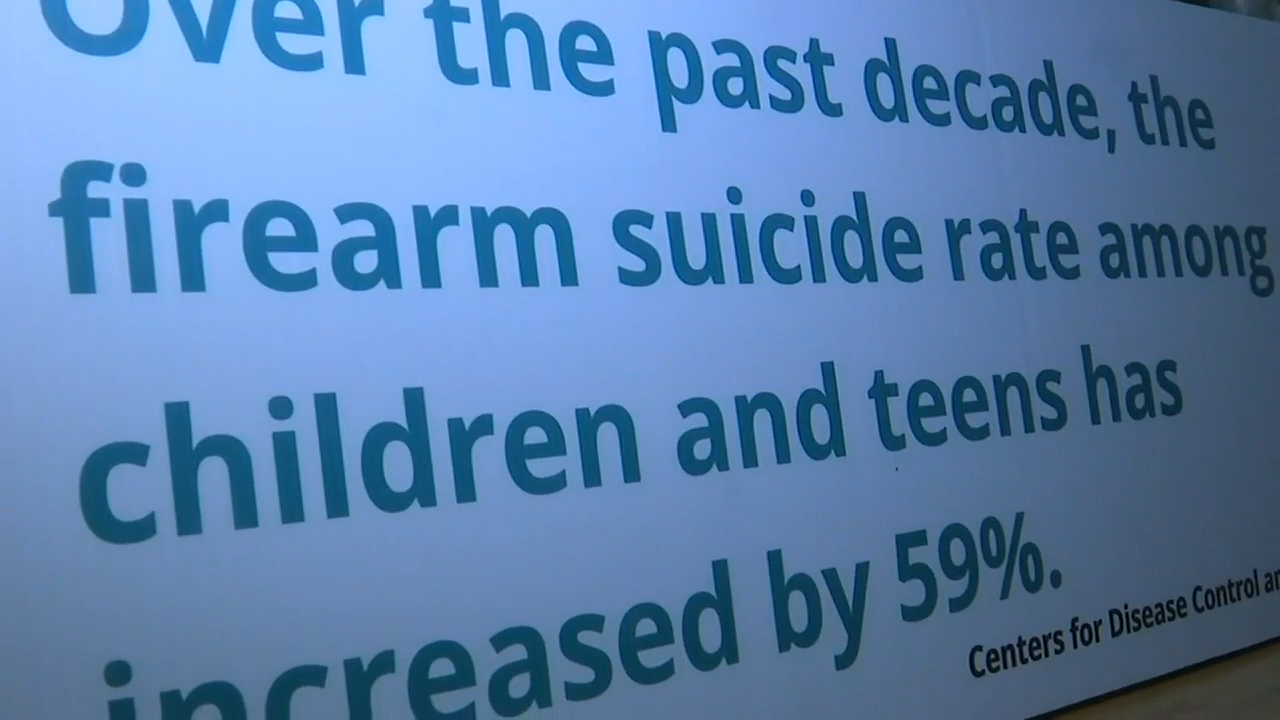 Over the past decade, the
firearm suicide rate among
children and teens has
increased by 59%.
Centers for Disease Control